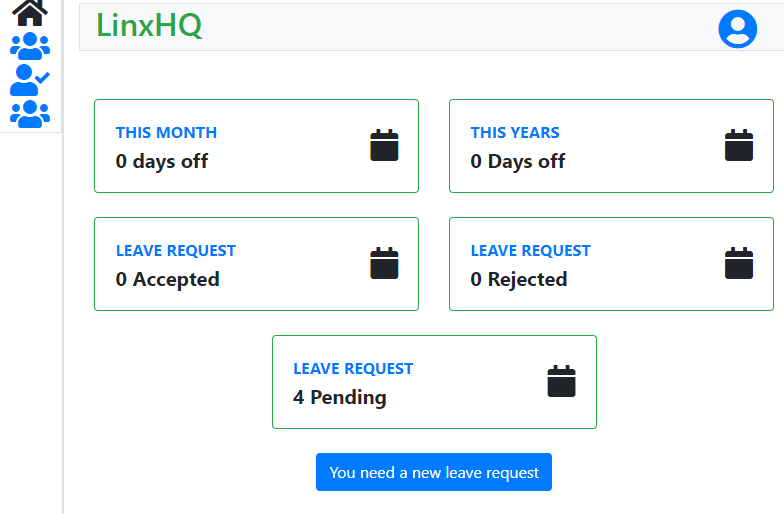 LinxHQ
THIS MONTH
0 days off
THIS YEARS
0 Days off
LEAVE REQUEST
0 Accepted
LEAVE REQUEST
0 Rejected
LEAVE REQUEST
4 Pending
You need a new leave request